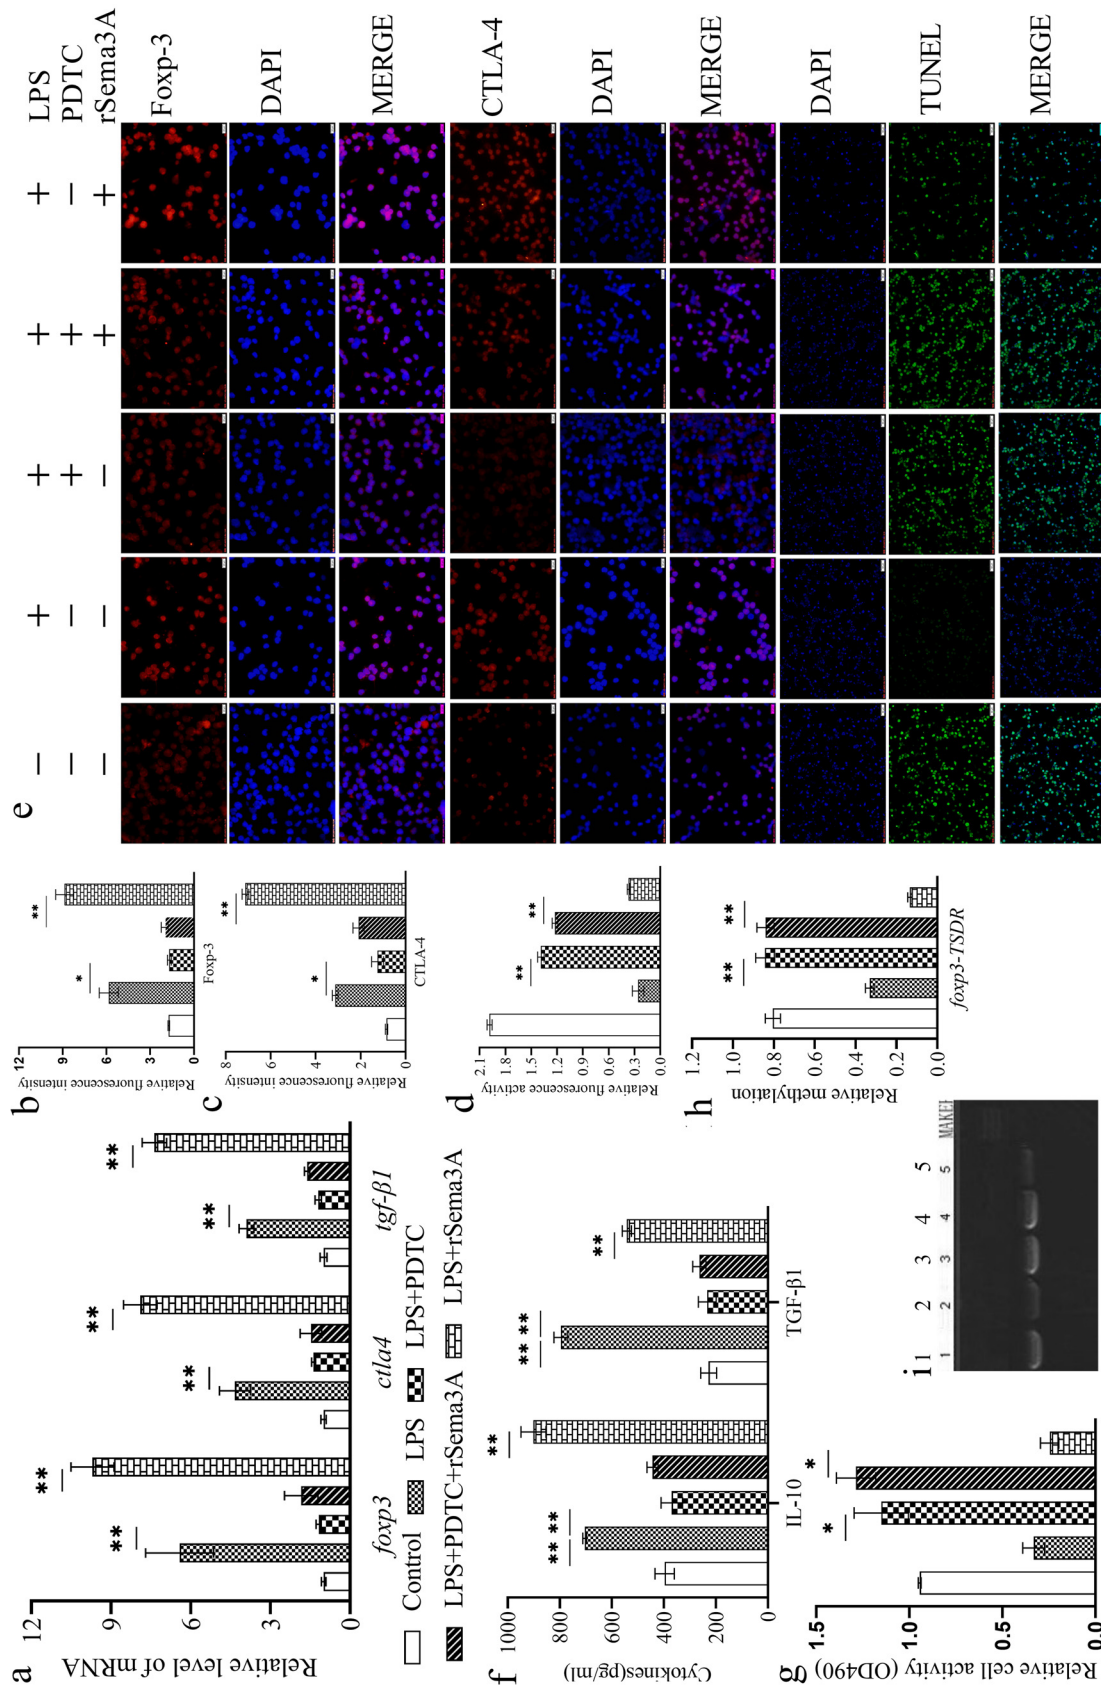 a
Relative level of mRNA
12
9
6
3
0
**
**
**
**
**
**
foxp3
ctla4
tgf-β1
Control
LPS
LPS+PDTC
LPS+PDTC+rSema3A
LPS+rSema3A
b
Relative fluorescence intensity
12
9
6
3
0
*
**
Foxp-3
c
Relative fluorescence intensity
8
6
4
2
0
*
**
CTLA-4
d
Relative fluorescence activity
2.1
1.8
1.5
1.2
0.9
0.6
0.3
0.0
**
**
e
LPS
PDTC
rSema3A
− + + + +
− − + + −
− − − + +
Foxp-3
DAPI
MERGE
CTLA-4
DAPI
MERGE
DAPI
TUNEL
MERGE
f
Cytokines(pg/ml)
1000
800
600
400
200
0
** **
**
** **
**
IL-10
TGF-β1
g
Relative cell activity (OD490)
1.5
1.0
0.5
0.0
*
*
h
Relative methylation
1.2
1.0
0.8
0.6
0.4
0.2
0.0
**
**
foxp3-TSDR
i
1 2 3 4 5
1 2 3 4 5